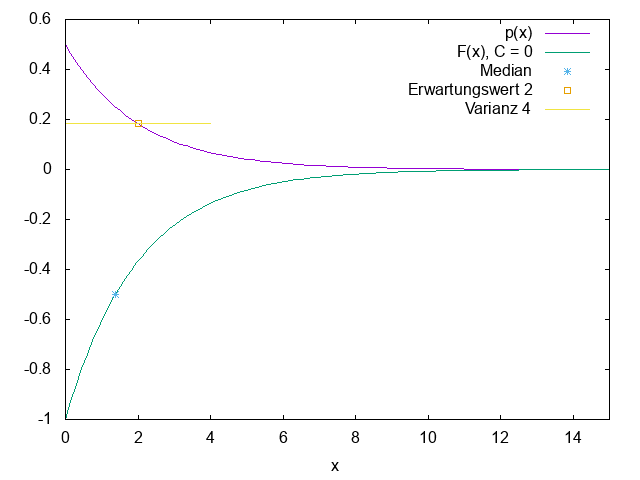 p(x)
F(x), C = 0
Median
Erwartungswert 2
Varianz 4
0.6
0.4
0.2
0
-0.2
-0.4
-0.6
-0.8
-1
0 2 4 6 8 10 12 14
x